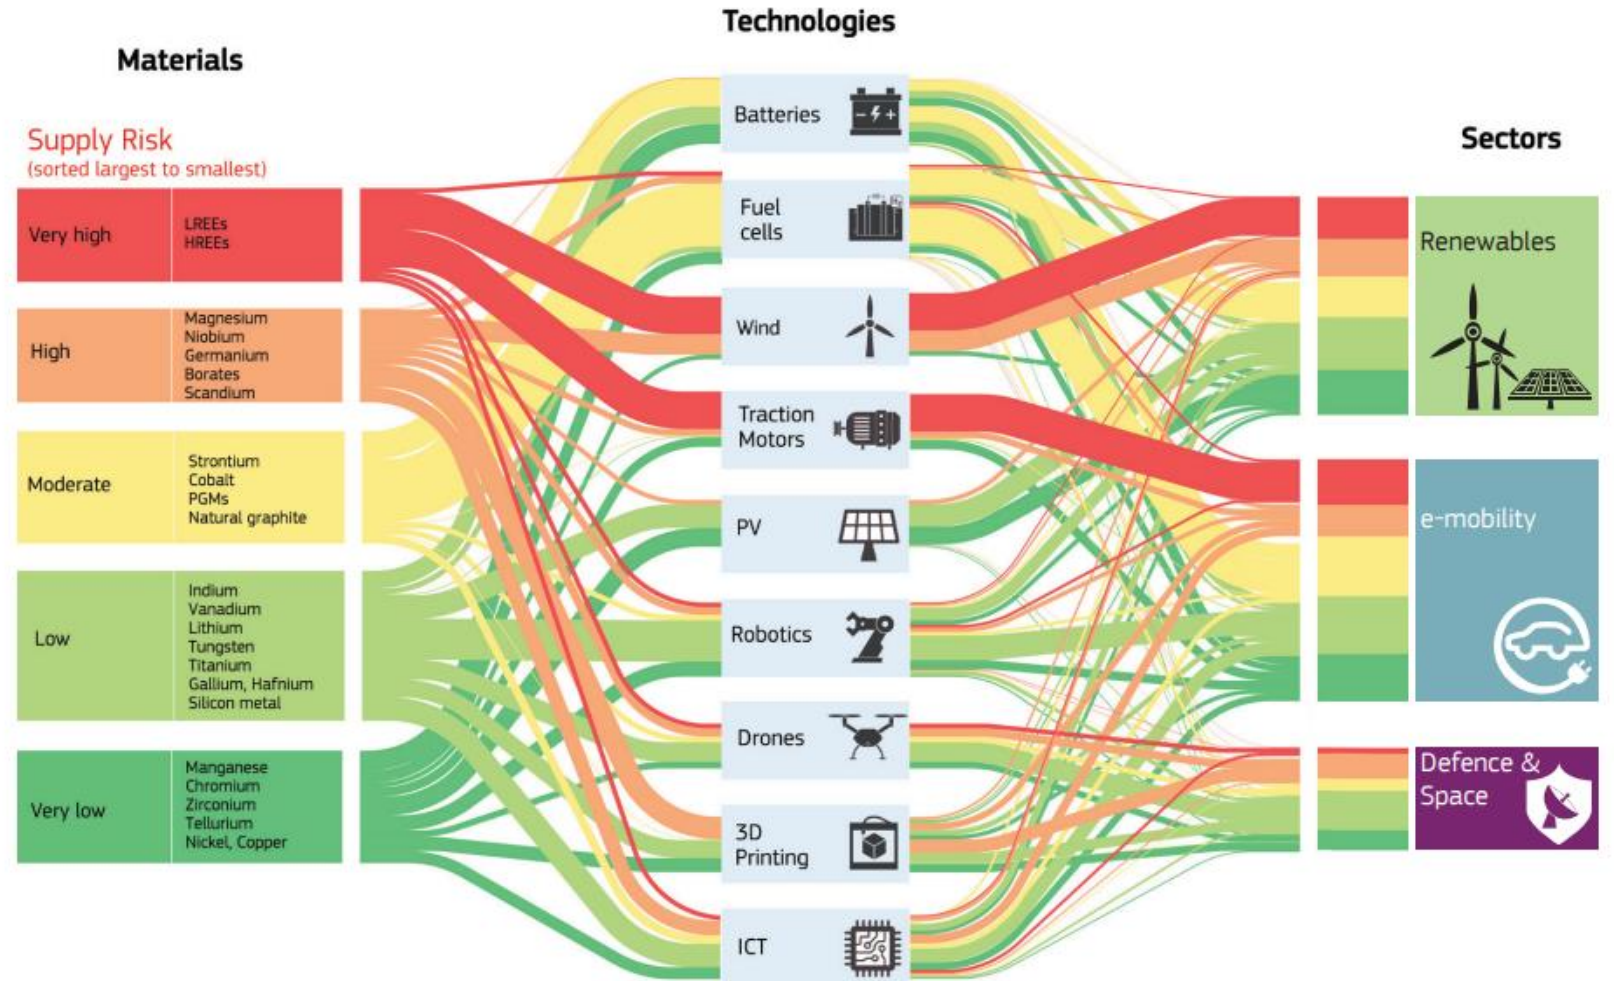 Technologies
Materials
Sectors
Supply Risk
(sorted largest to smallest)
Very high
LREEs
HREEs
High
Magnesium
Niobium
Germanium
Borates
Scandium
Moderate
Strontium
Cobalt
PGMs
Natural graphite
Low
Indium
Vanadium
Lithium
Tungsten
Titanium
Gallium, Hafnium
Silicon metal
Very low
Manganese
Chromium
Zirconium
Tellurium
Nickel, Copper
Batteries
Fuel
cells
Wind
Traction
Motors
PV
Robotics
Drones
3D
Printing
ICT
Renewables
e-mobility
Defence &
Space